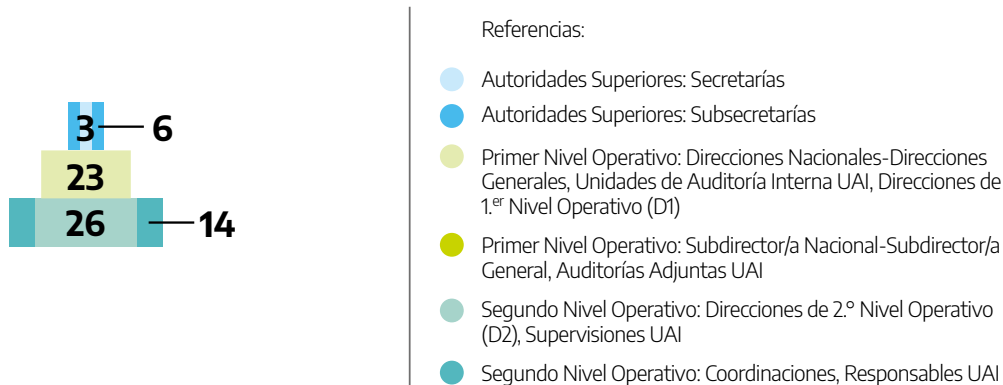 3 6
23
26 14
Referencias:
Autoridades Superiores: Secretarías
Autoridades Superiores: Subsecretarías
Primer Nivel Operativo: Direcciones Nacionales-Direcciones
Generales, Unidades de Auditoría Interna UAI, Direcciones de
1.er Nivel Operativo (D1)
Primer Nivel Operativo: Subdirector/a Nacional-Subdirector/a
General, Auditorías Adjuntas UAI
Segundo Nivel Operativo: Direcciones de 2.º Nivel Operativo
(D2), Supervisiones UAI
Segundo Nivel Operativo: Coordinaciones, Responsables UAI